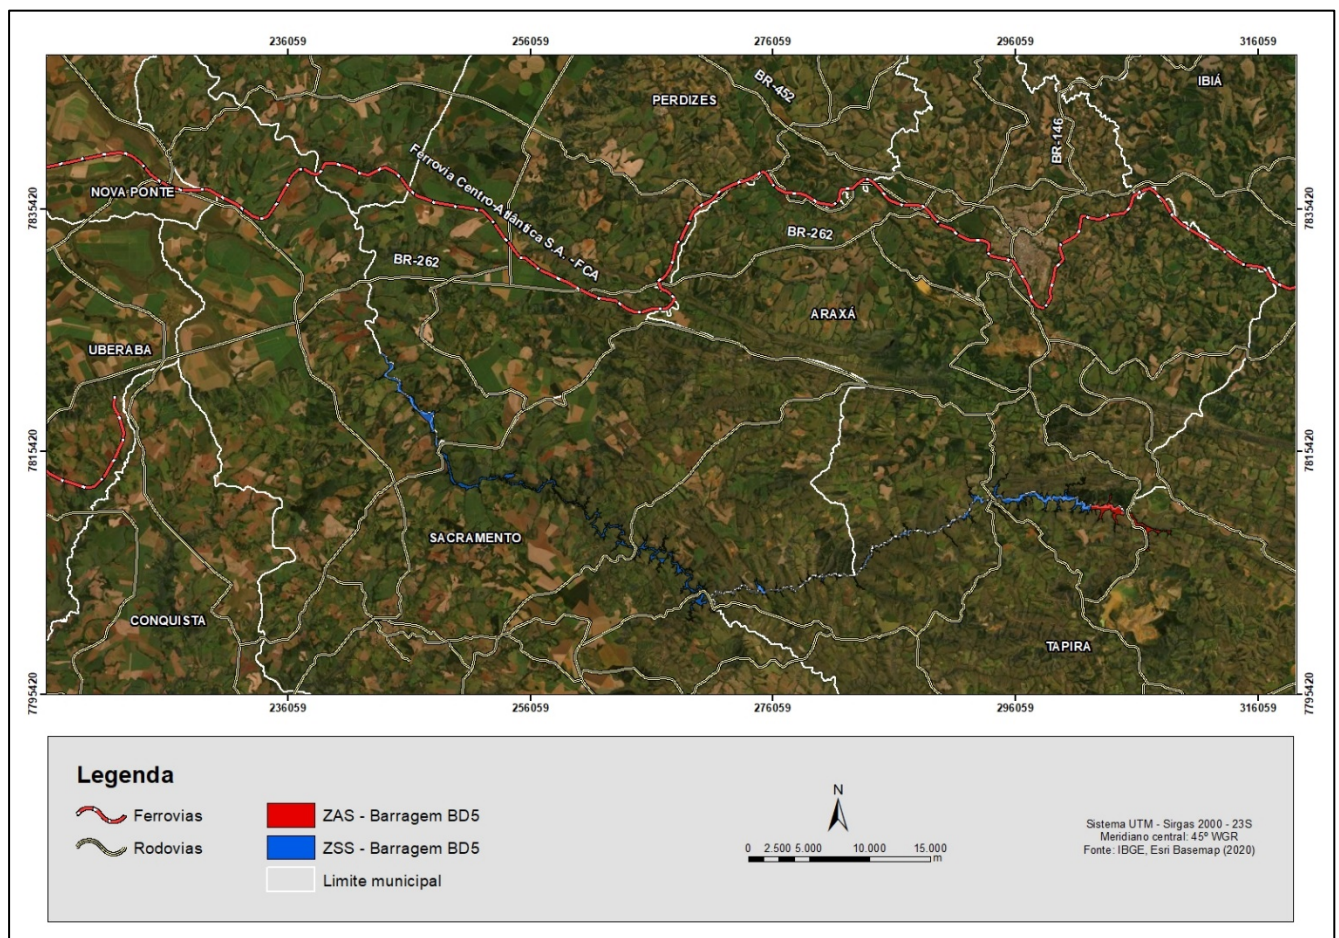 236059
256059
276059
296059
316059
IBIÁ
BR-452
PERDIZES
BR-146
Ferrovia Centro-Atlântica S.A. -FCA
NOVA PONTE
7835420
7835420
BR-262
BR-262
ARAXÁ
UBERABA
7815420
7815420
SACRAMENTO
CONQUISTA
TAPIRA
7795420
7795420
236059
256059
276059
296059
316059
Legenda
Ferrovias
Rodovias
ZAS - Barragem BD5
ZSS - Barragem BD5
Limite municipal
N
0 2.500 5.000 10.000 15.000
m
Sistema UTM - Sirgas 2000 - 23S
Meridiano central: 45º WGR
Fonte: IBGE, Esri Basemap (2020)